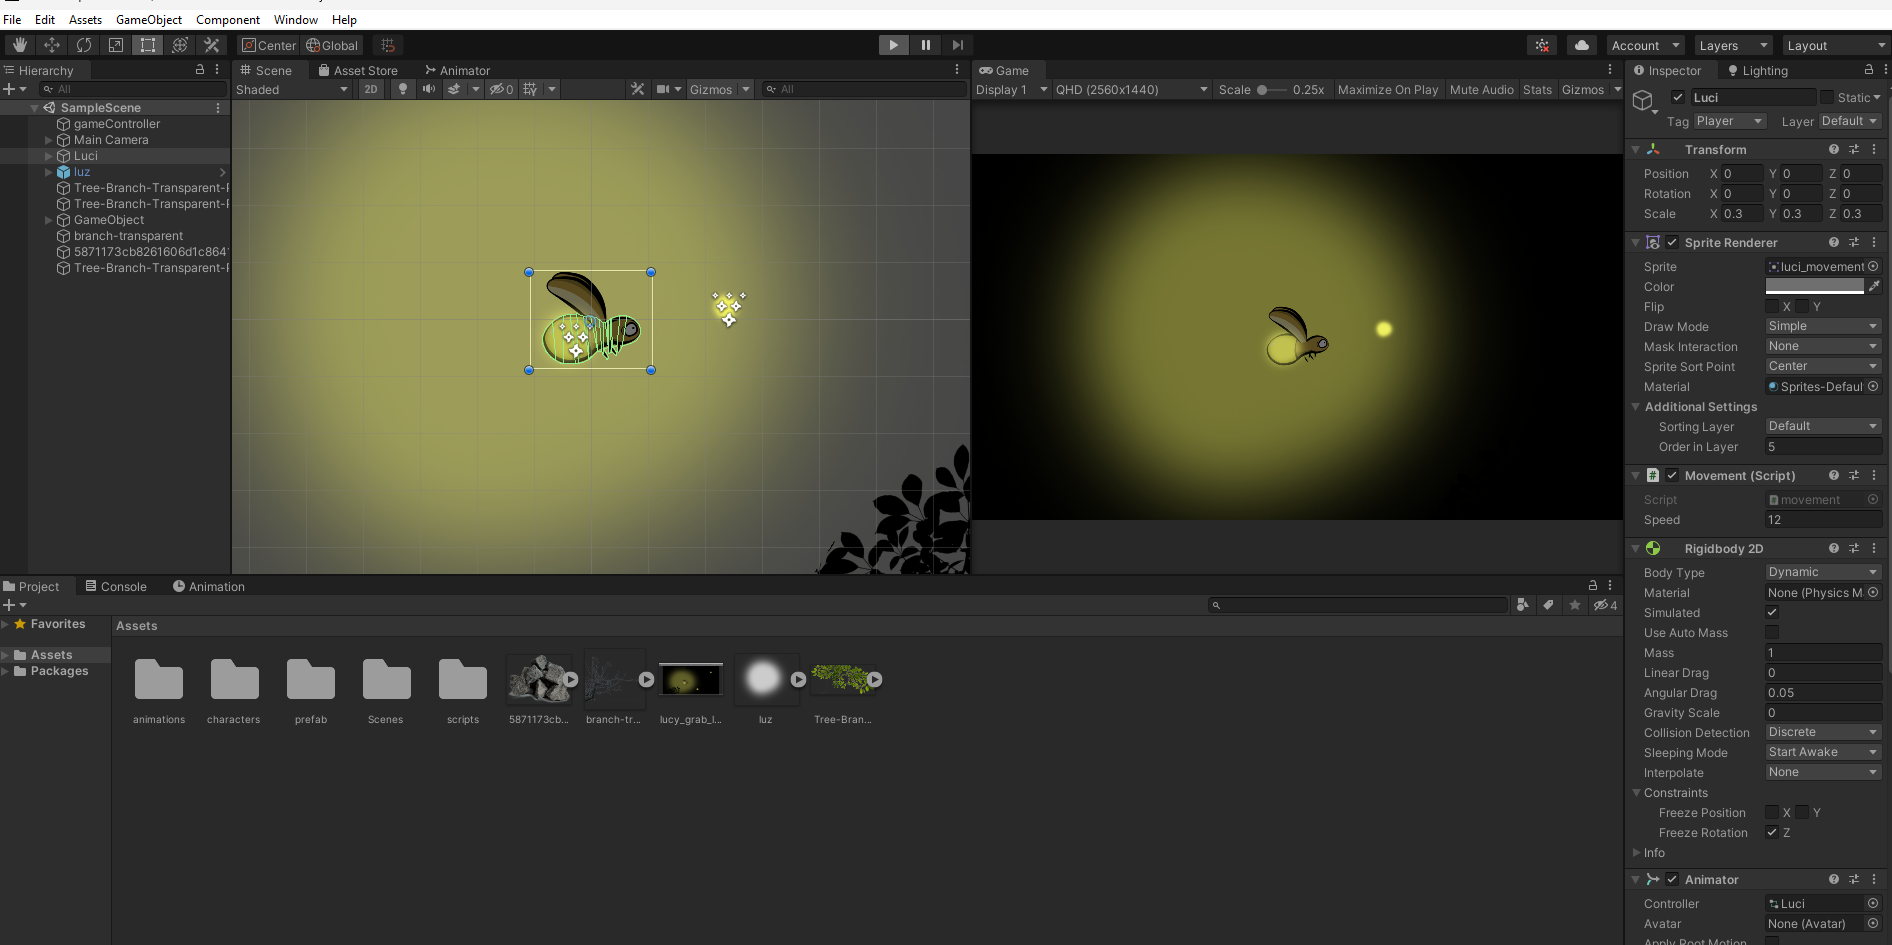 File Edit Assets GameObject Component Window Help
Center Global Account Layers Layout
Hierarchy
All
SampleScene
gameController
Main Camera
Luci
luz
Tree-Branch-Transparent-
Tree-Branch-Transparent-
GameObject
branch-transparent
5871173cb8261606d1c864
Tree-Branch-Transparent-
Scene Asset Store Animator
Shaded 2D 0 Gizmos All
Game
Display 1 QHD (2560x1440) Scale 0.25x Maximize On Play Mute Audio Stats Gizmos
Inspector Lighting
Luci Static
Tag Player Layer Default
Transform
Position X 0 Y 0 Z 0
Rotation X 0 Y 0 Z 0
Scale X 0.3 Y 0.3 Z 0.3
Sprite Renderer
Sprite luci_movement
Color
Flip X Y
Draw Mode Simple
Mask Interaction None
Sprite Sort Point Center
Material Sprites-Defaul
Additional Settings
Sorting Layer Default
Order in Layer 5
Movement (Script)
Script movement
Speed 12
Rigidbody 2D
Body Type Dynamic
Material None (Physics M
Simulated
Use Auto Mass
Mass 1
Linear Drag 0
Angular Drag 0.05
Gravity Scale 0
Collision Detection Discrete
Sleeping Mode Start Awake
Interpolate None
Constraints
Freeze Position X Y
Freeze Rotation Z
Info
Animator
Controller Luci
Avatar None (Avatar)
Apply Root Motion
Project Console Animation
4
Favorites
Assets
Packages
Assets
animations characters prefab Scenes scripts 5871173cb... branch-tr... lucy_grab_l... luz Tree-Bran...